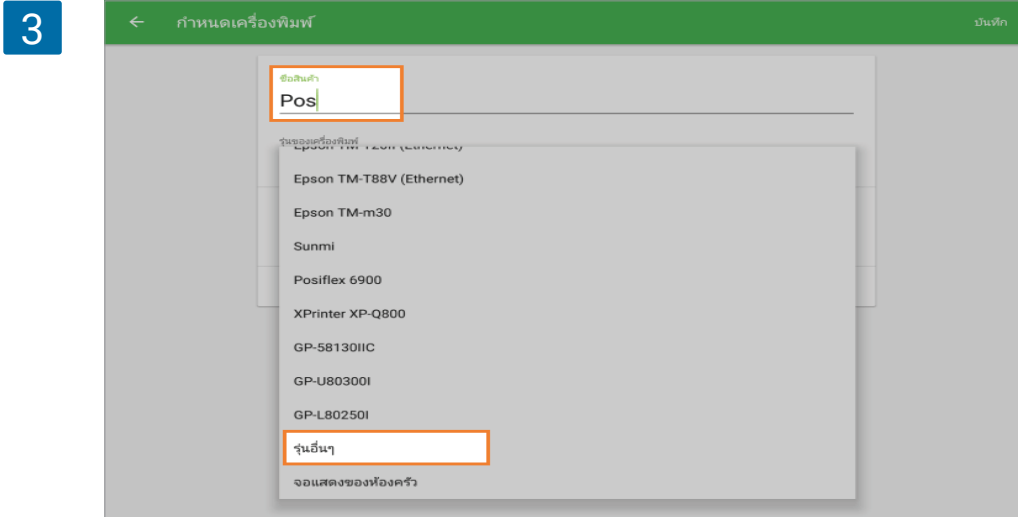 3
กำหนดเครื่องพิมพ์
บันทึก
ชื่อสินค้า
Pos
รุ่นของเครื่องพิมพ์
Epson TM-T20II (Ethernet)
Epson TM-T88V (Ethernet)
Epson TM-m30
Sunmi
Posiflex 6900
XPrinter XP-Q800
GP-58130IIC
GP-U80300I
GP-L80250I
รุ่นอื่นๆ
จอแสดงของห้องครัว